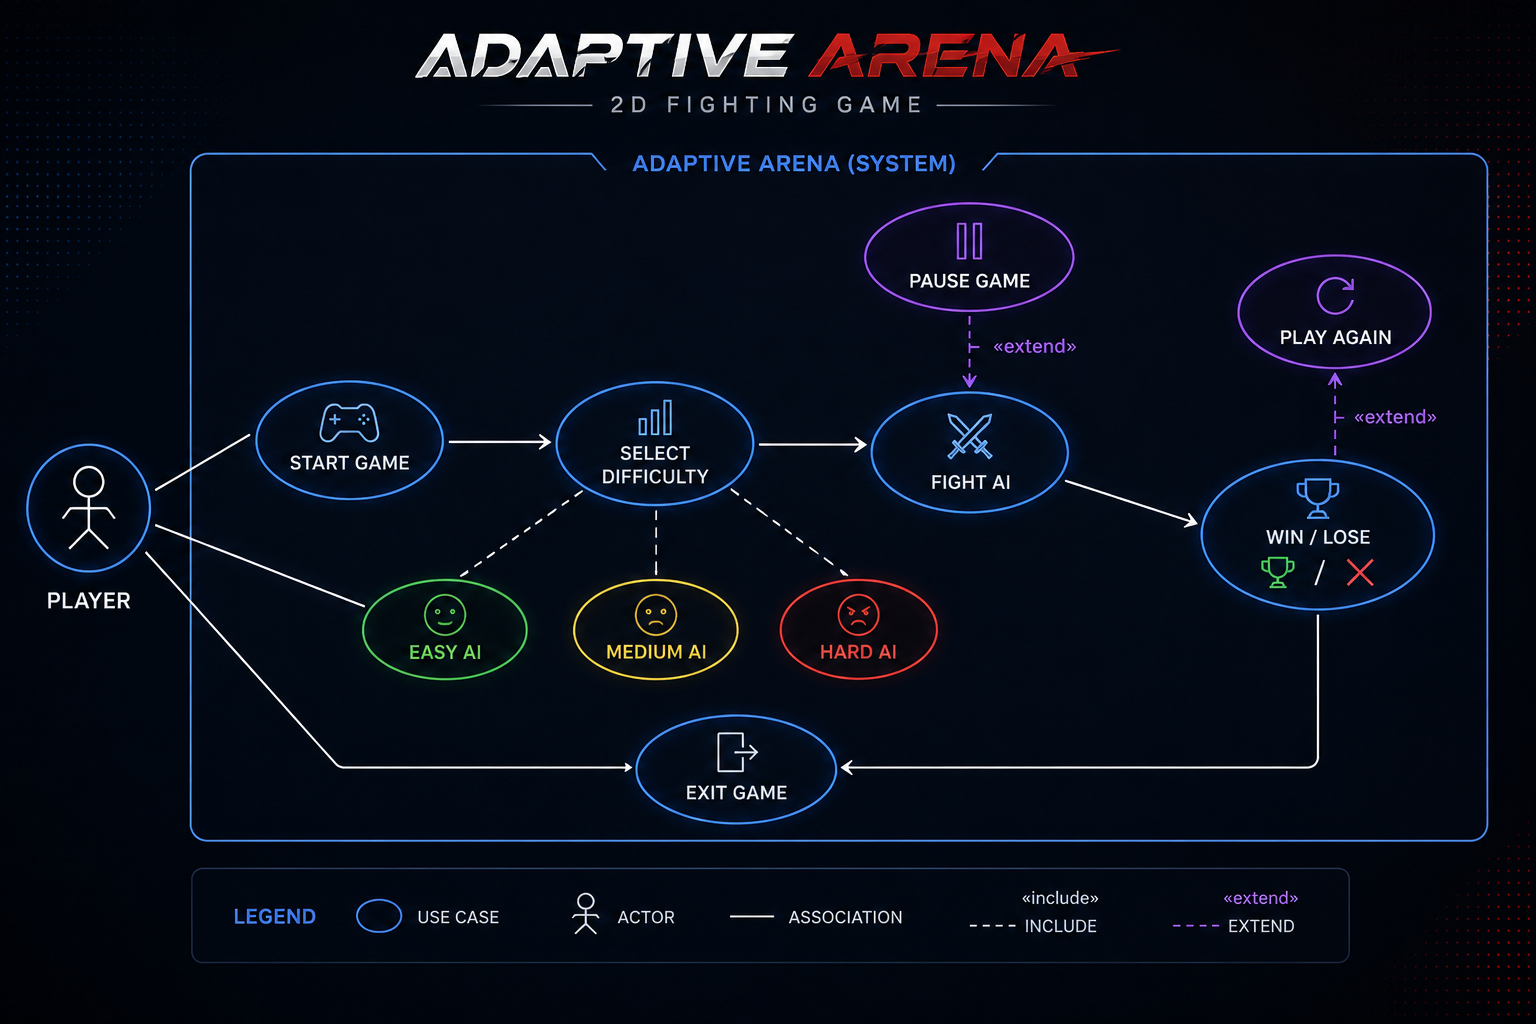 ADAPTIVE ARENA
2D FIGHTING GAME
ADAPTIVE ARENA (SYSTEM)
PAUSE GAME
«extend»
PLAY AGAIN
«extend»
START GAME
SELECT
DIFFICULTY
FIGHT AI
WIN / LOSE
/
PLAYER
EASY AI
MEDIUM AI
HARD AI
EXIT GAME
LEGEND
USE CASE
ACTOR
ASSOCIATION
«include»
INCLUDE
«extend»
EXTEND